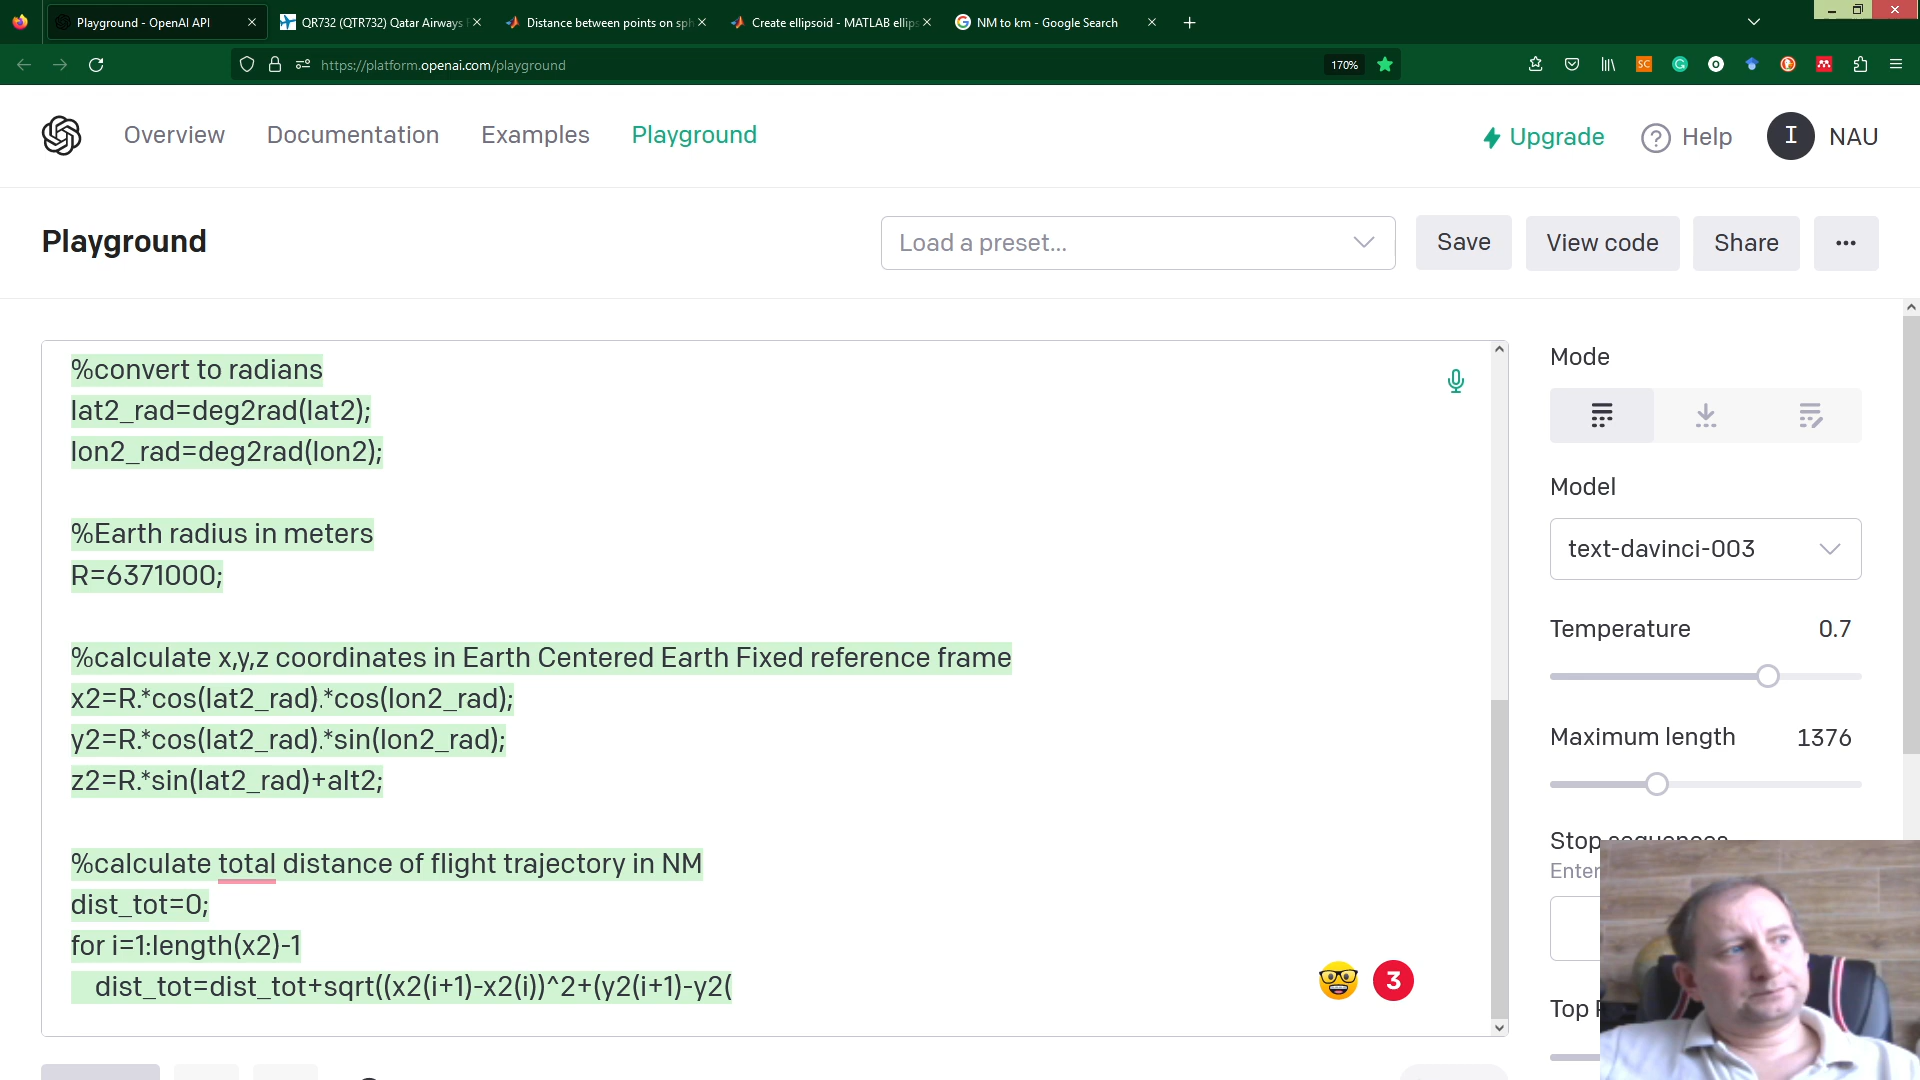 Playground - OpenAI API
QR732 (QTR732) Qatar Airways
Distance between points on sph
Create ellipsoid - MATLAB ellips
NM to km - Google Search
https://platform.openai.com/playground
170%
SC
Overview
Documentation
Examples
Playground
Upgrade
Help
I
NAU
Playground
Load a preset...
Save
View code
Share
%convert to radians
lat2_rad=deg2rad(lat2);
lon2_rad=deg2rad(lon2);
%Earth radius in meters
R=6371000;
%calculate x,y,z coordinates in Earth Centered Earth Fixed reference frame
x2=R.*cos(lat2_rad).*cos(lon2_rad);
y2=R.*cos(lat2_rad).*sin(lon2_rad);
z2=R.*sin(lat2_rad)+alt2;
%calculate total distance of flight trajectory in NM
dist_tot=0;
for i=1:length(x2)-1
dist_tot=dist_tot+sqrt((x2(i+1)-x2(i))^2+(y2(i+1)-y2(
3
Mode
Model
text-davinci-003
Temperature
0.7
Maximum length
1376
Stop sequences
Enter
Top